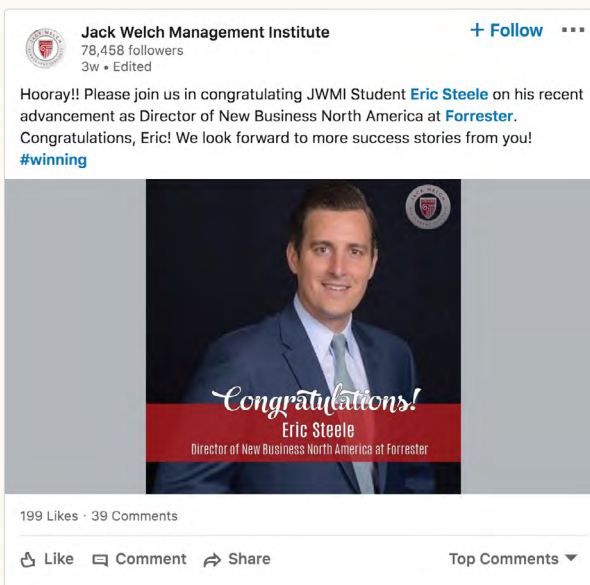 Jack Welch Management Institute
+ Follow
78,458 followers
3w • Edited
Hooray!! Please join us in congratulating JWMI Student Eric Steele on his recent
advancement as Director of New Business North America at Forrester.
Congratulations, Eric! We look forward to more success stories from you!
#winning
JACK WELCH
Congratulations!
Eric Steele
Director of New Business North America at Forrester
199 Likes · 39 Comments
Like Comment Share Top Comments